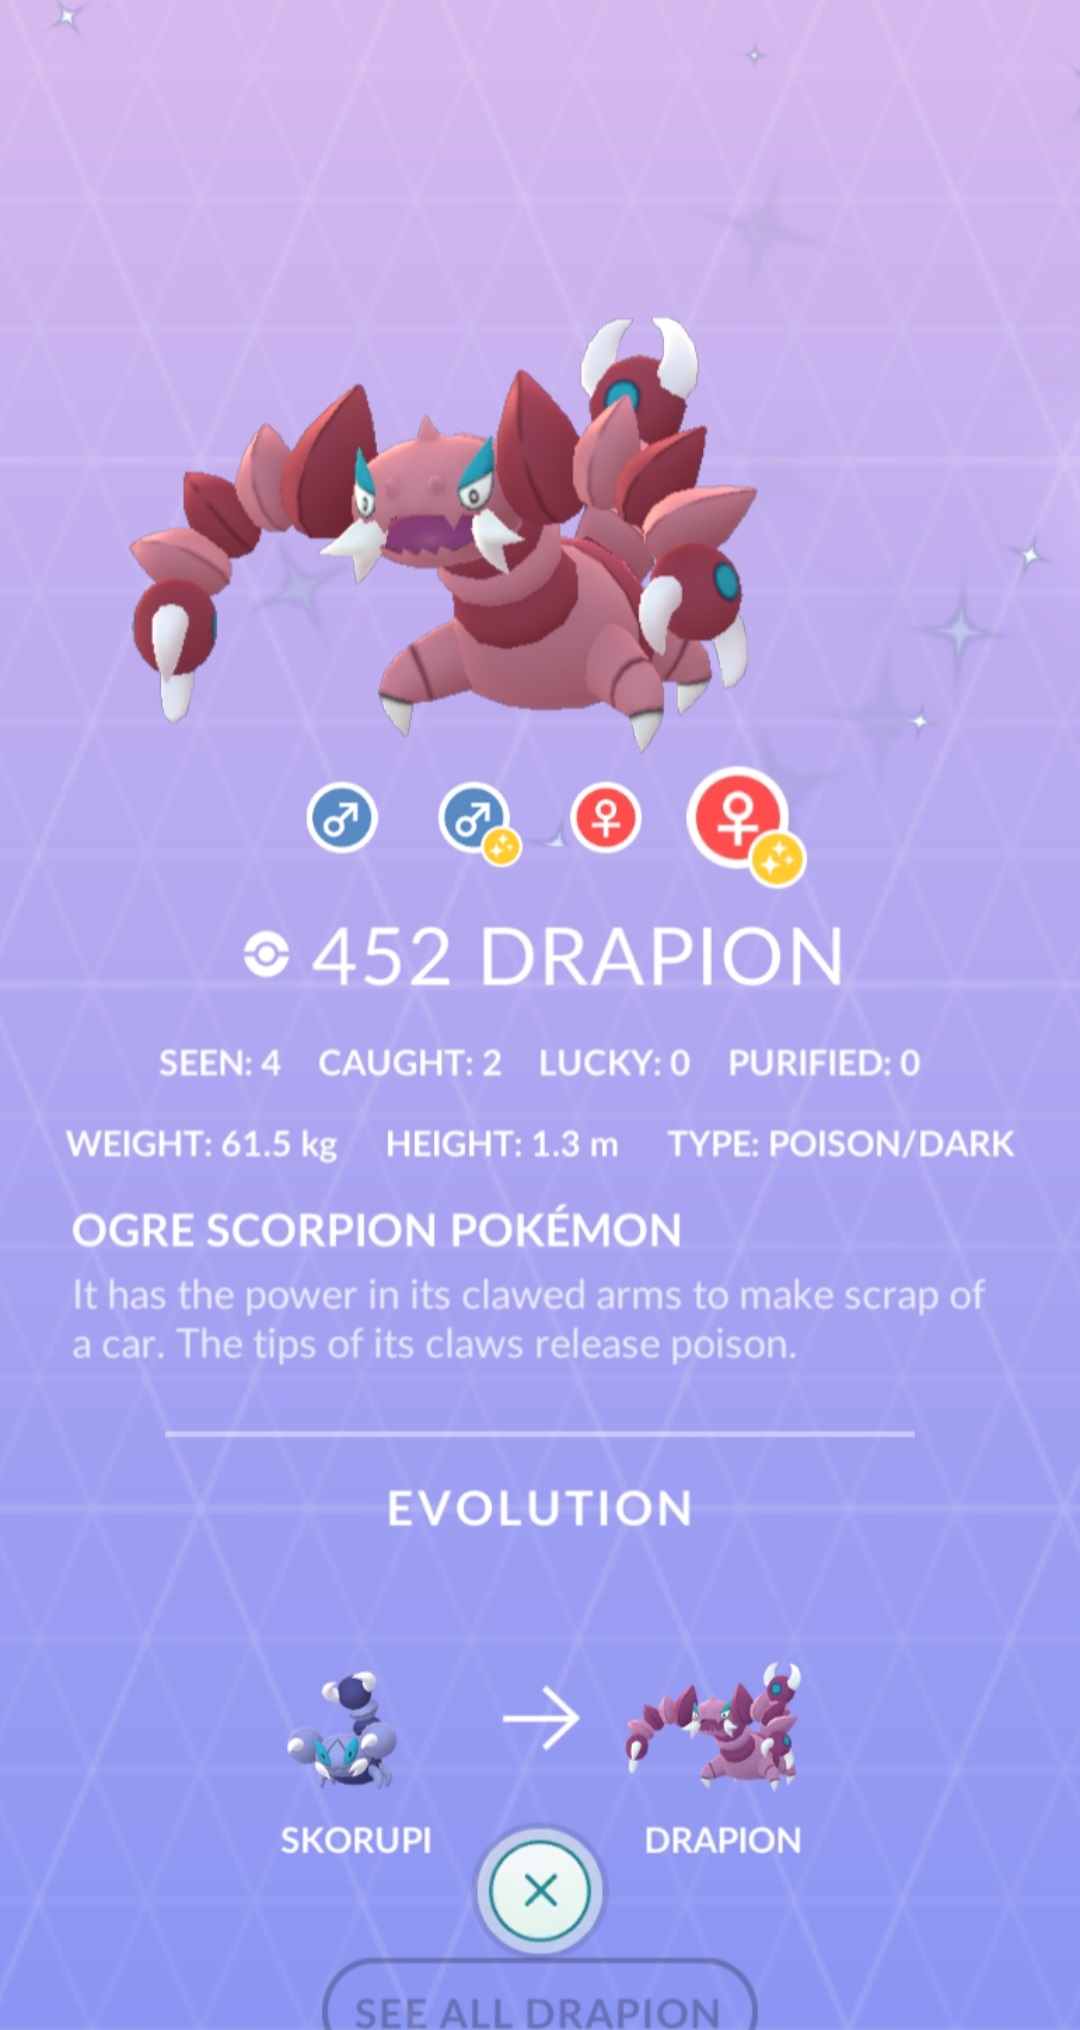 452 DRAPION
SEEN: 4 CAUGHT: 2 LUCKY: 0 PURIFIED: 0
WEIGHT: 61.5 kg HEIGHT: 1.3 m TYPE: POISON/DARK
OGRE SCORPION POKÉMON
It has the power in its clawed arms to make scrap of
a car. The tips of its claws release poison.
EVOLUTION
SKORUPI DRAPION
SEE ALL DRAPION